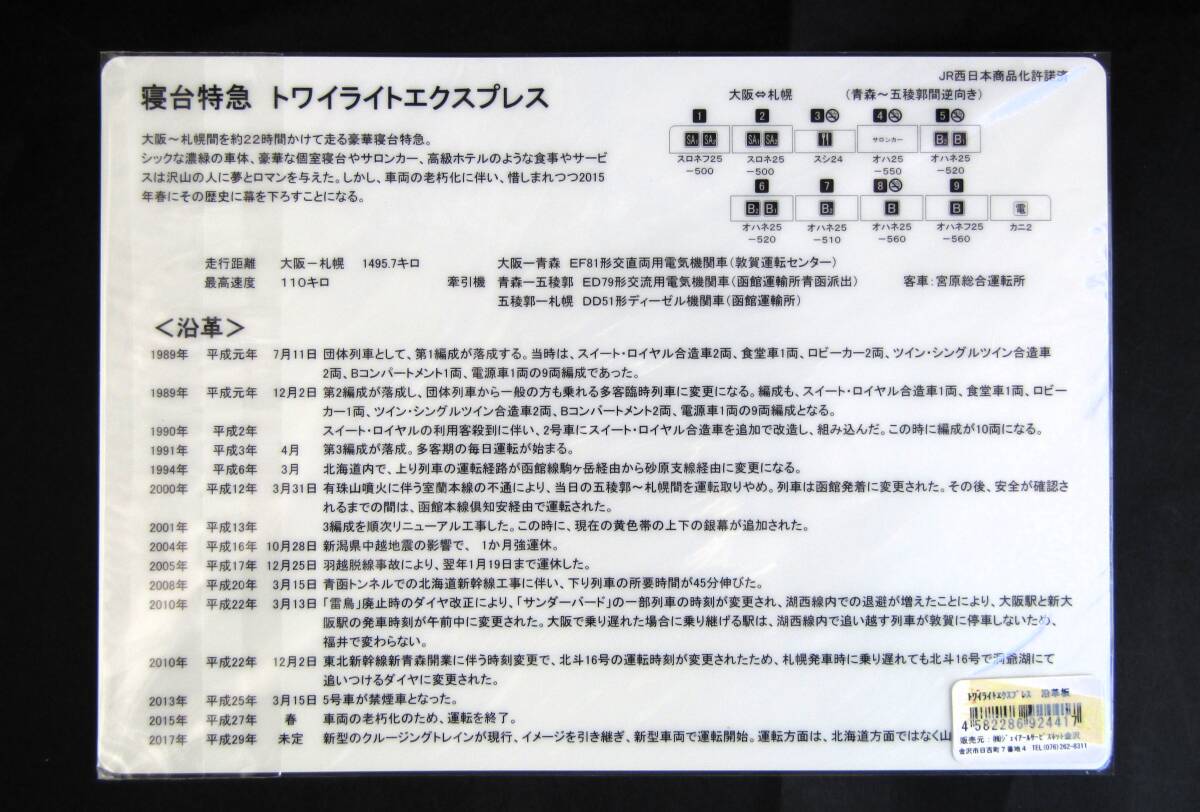 JR西日本商品化許諾済
寝台特急 トワイライトエクスプレス
大阪⇔札幌 (青森～五稜郭間逆向き)
大阪～札幌間を約22時間かけて走る豪華寝台特急。
シックな濃緑の車体、豪華な個室寝台やサロンカー、高級ホテルのような食事やサービ
スは沢山の人に夢とロマンを与えた。しかし、車両の老朽化に伴い、惜しまれつつ2015
年春にその歴史に幕を下ろすことになる。
1 2 3 4 5
SA1 SA2 SA1 SA2 サロンカー B2 B1
スロネフ25 スロネ25 スシ24 オハ25 オハネ25
-500 -500 -550 -520
6 7 8 9
B2 B1 B2 B B 電
オハネ25 オハネ25 オハネ25 オハネフ25 カニ2
-520 -510 -560 -560
走行距離 大阪－札幌 1495.7キロ
最高速度 110キロ
牽引機
大阪－青森 EF81形交直両用電気機関車(敦賀運転センター)
青森－五稜郭 ED79形交流用電気機関車(函館運輸所青函派出)
五稜郭－札幌 DD51形ディーゼル機関車(函館運輸所)
客車:宮原総合運転所
＜沿革＞
1989年 平成元年 7月11日 団体列車として、第1編成が落成する。当時は、スイート・ロイヤル合造車2両、食堂車1両、ロビーカー2両、ツイン・シングルツイン合造車
2両、Bコンパートメント1両、電源車1両の9両編成であった。
1989年 平成元年 12月2日 第2編成が落成し、団体列車から一般の方も乗れる多客臨時列車に変更になる。編成も、スイート・ロイヤル合造車1両、食堂車1両、ロビー
カー1両、ツイン・シングルツイン合造車2両、Bコンパートメント2両、電源車1両の9両編成となる。
1990年 平成2年 スイート・ロイヤルの利用客殺到に伴い、2号車にスイート・ロイヤル合造車を追加で改造し、組み込んだ。この時に編成が10両になる。
1991年 平成3年 4月 第3編成が落成。多客期の毎日運転が始まる。
1994年 平成6年 3月 北海道内で、上り列車の運転経路が函館線駒ヶ岳経由から砂原支線経由に変更になる。
2000年 平成12年 3月31日 有珠山噴火に伴う室蘭本線の不通により、当日の五稜郭～札幌間を運転取りやめ。列車は函館発着に変更された。その後、安全が確認さ
れるまでの間は、函館本線倶知安経由で運転された。
2001年 平成13年 3編成を順次リニューアル工事した。この時に、現在の黄色帯の上下の銀幕が追加された。
2004年 平成16年 10月28日 新潟県中越地震の影響で、 1か月強運休。
2005年 平成17年 12月25日 羽越脱線事故により、翌年1月19日まで運休した。
2008年 平成20年 3月15日 青函トンネルでの北海道新幹線工事に伴い、下り列車の所要時間が45分伸びた。
2010年 平成22年 3月13日 「雷鳥」廃止時のダイヤ改正により、「サンダーバード」の一部列車の時刻が変更され、湖西線内での退避が増えたことにより、大阪駅と新大
阪駅の発車時刻が午前中に変更された。大阪で乗り遅れた場合に乗り継げる駅は、湖西線内で追い越す列車が敦賀に停車しないため、
福井で変わらない。
2010年 平成22年 12月2日 東北新幹線新青森開業に伴う時刻変更で、北斗16号の運転時刻が変更されたため、札幌発車時に乗り遅れても北斗16号で洞爺湖にて
追いつけるダイヤに変更された。
2013年 平成25年 3月15日 5号車が禁煙車となった。
2015年 平成27年 春 車両の老朽化のため、運転を終了。
2017年 平成29年 未定 新型のクルージングトレインが現行、イメージを引き継ぎ、新型車両で運転開始。運転方面は、北海道方面ではなく山
トワイライトエクスプレス 沿革板
4 582286 924417
販売元:㈱ジェイアールサービスネット金沢
金沢市日吉町7番地4 TEL(076)262-8311